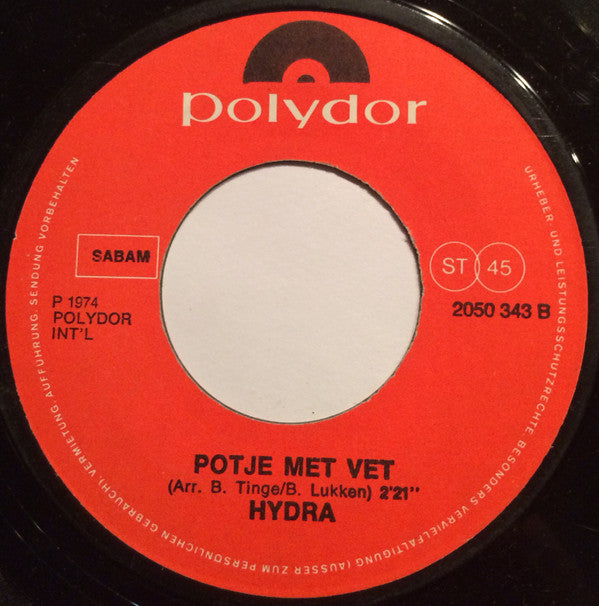 polydor
SABAM
ST 45
P 1974
POLYDOR
INT'L
2050 343 B
POTJE MET VET
(Arr. B. Tinge/B. Lukken) 2'21"
HYDRA
URHEBER- UND LEISTUNGSSCHUTZRECHTE, BESONDERS VERVIELFÄLTIGUNG (AUSSER ZUM PERSÖNLICHEN GEBRAUCH), VERMIETUNG, AUFFÜHRUNG, SENDUNG VORBEHALTEN